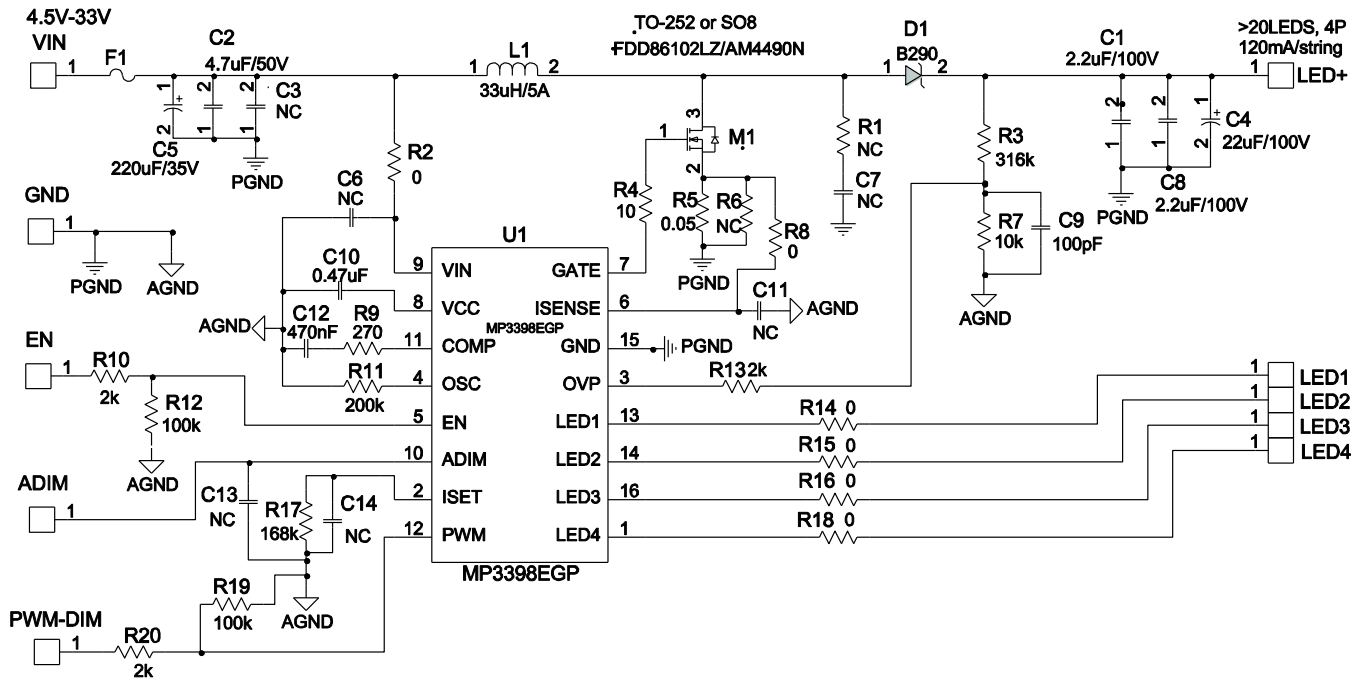 4.5V-33V
VIN
1
F1
C2
4.7uF/50V
1
2
2
2
1
1
C3
NC
C5
220uF/35V
PGND
L1
1
2
33uH/5A
TO-252 or SO8
FDD86102LZ/AM4490N
3
1
2
M1
D1
B290
1
2
C1
2.2uF/100V
2
1
2
1
1
2
C4
22uF/100V
C8
2.2uF/100V
PGND
>20LEDS, 4P
120mA/string
1
LED+
R2
0
C6
NC
R4
10
R5
0.05
R6
NC
R8
0
PGND
R1
NC
C7
NC
R3
316k
R7
10k
C9
100pF
AGND
GND
1
PGND
AGND
C10
0.47uF
AGND
C12
470nF
R9
270
R11
200k
U1
9
VIN
8
VCC
11
COMP
4
OSC
5
EN
10
ADIM
2
ISET
12
PWM
GATE
7
ISENSE
6
MP3398EGP
GND
15
OVP
3
LED1
13
LED2
14
LED3
16
LED4
1
MP3398EGP
C11
NC
AGND
PGND
R13
2k
R14
0
R15
0
R16
0
R18
0
1
LED1
1
LED2
1
LED3
1
LED4
EN
1
R10
2k
R12
100k
AGND
ADIM
1
C13
NC
R17
168k
C14
NC
R19
100k
AGND
PWM-DIM
1
R20
2k